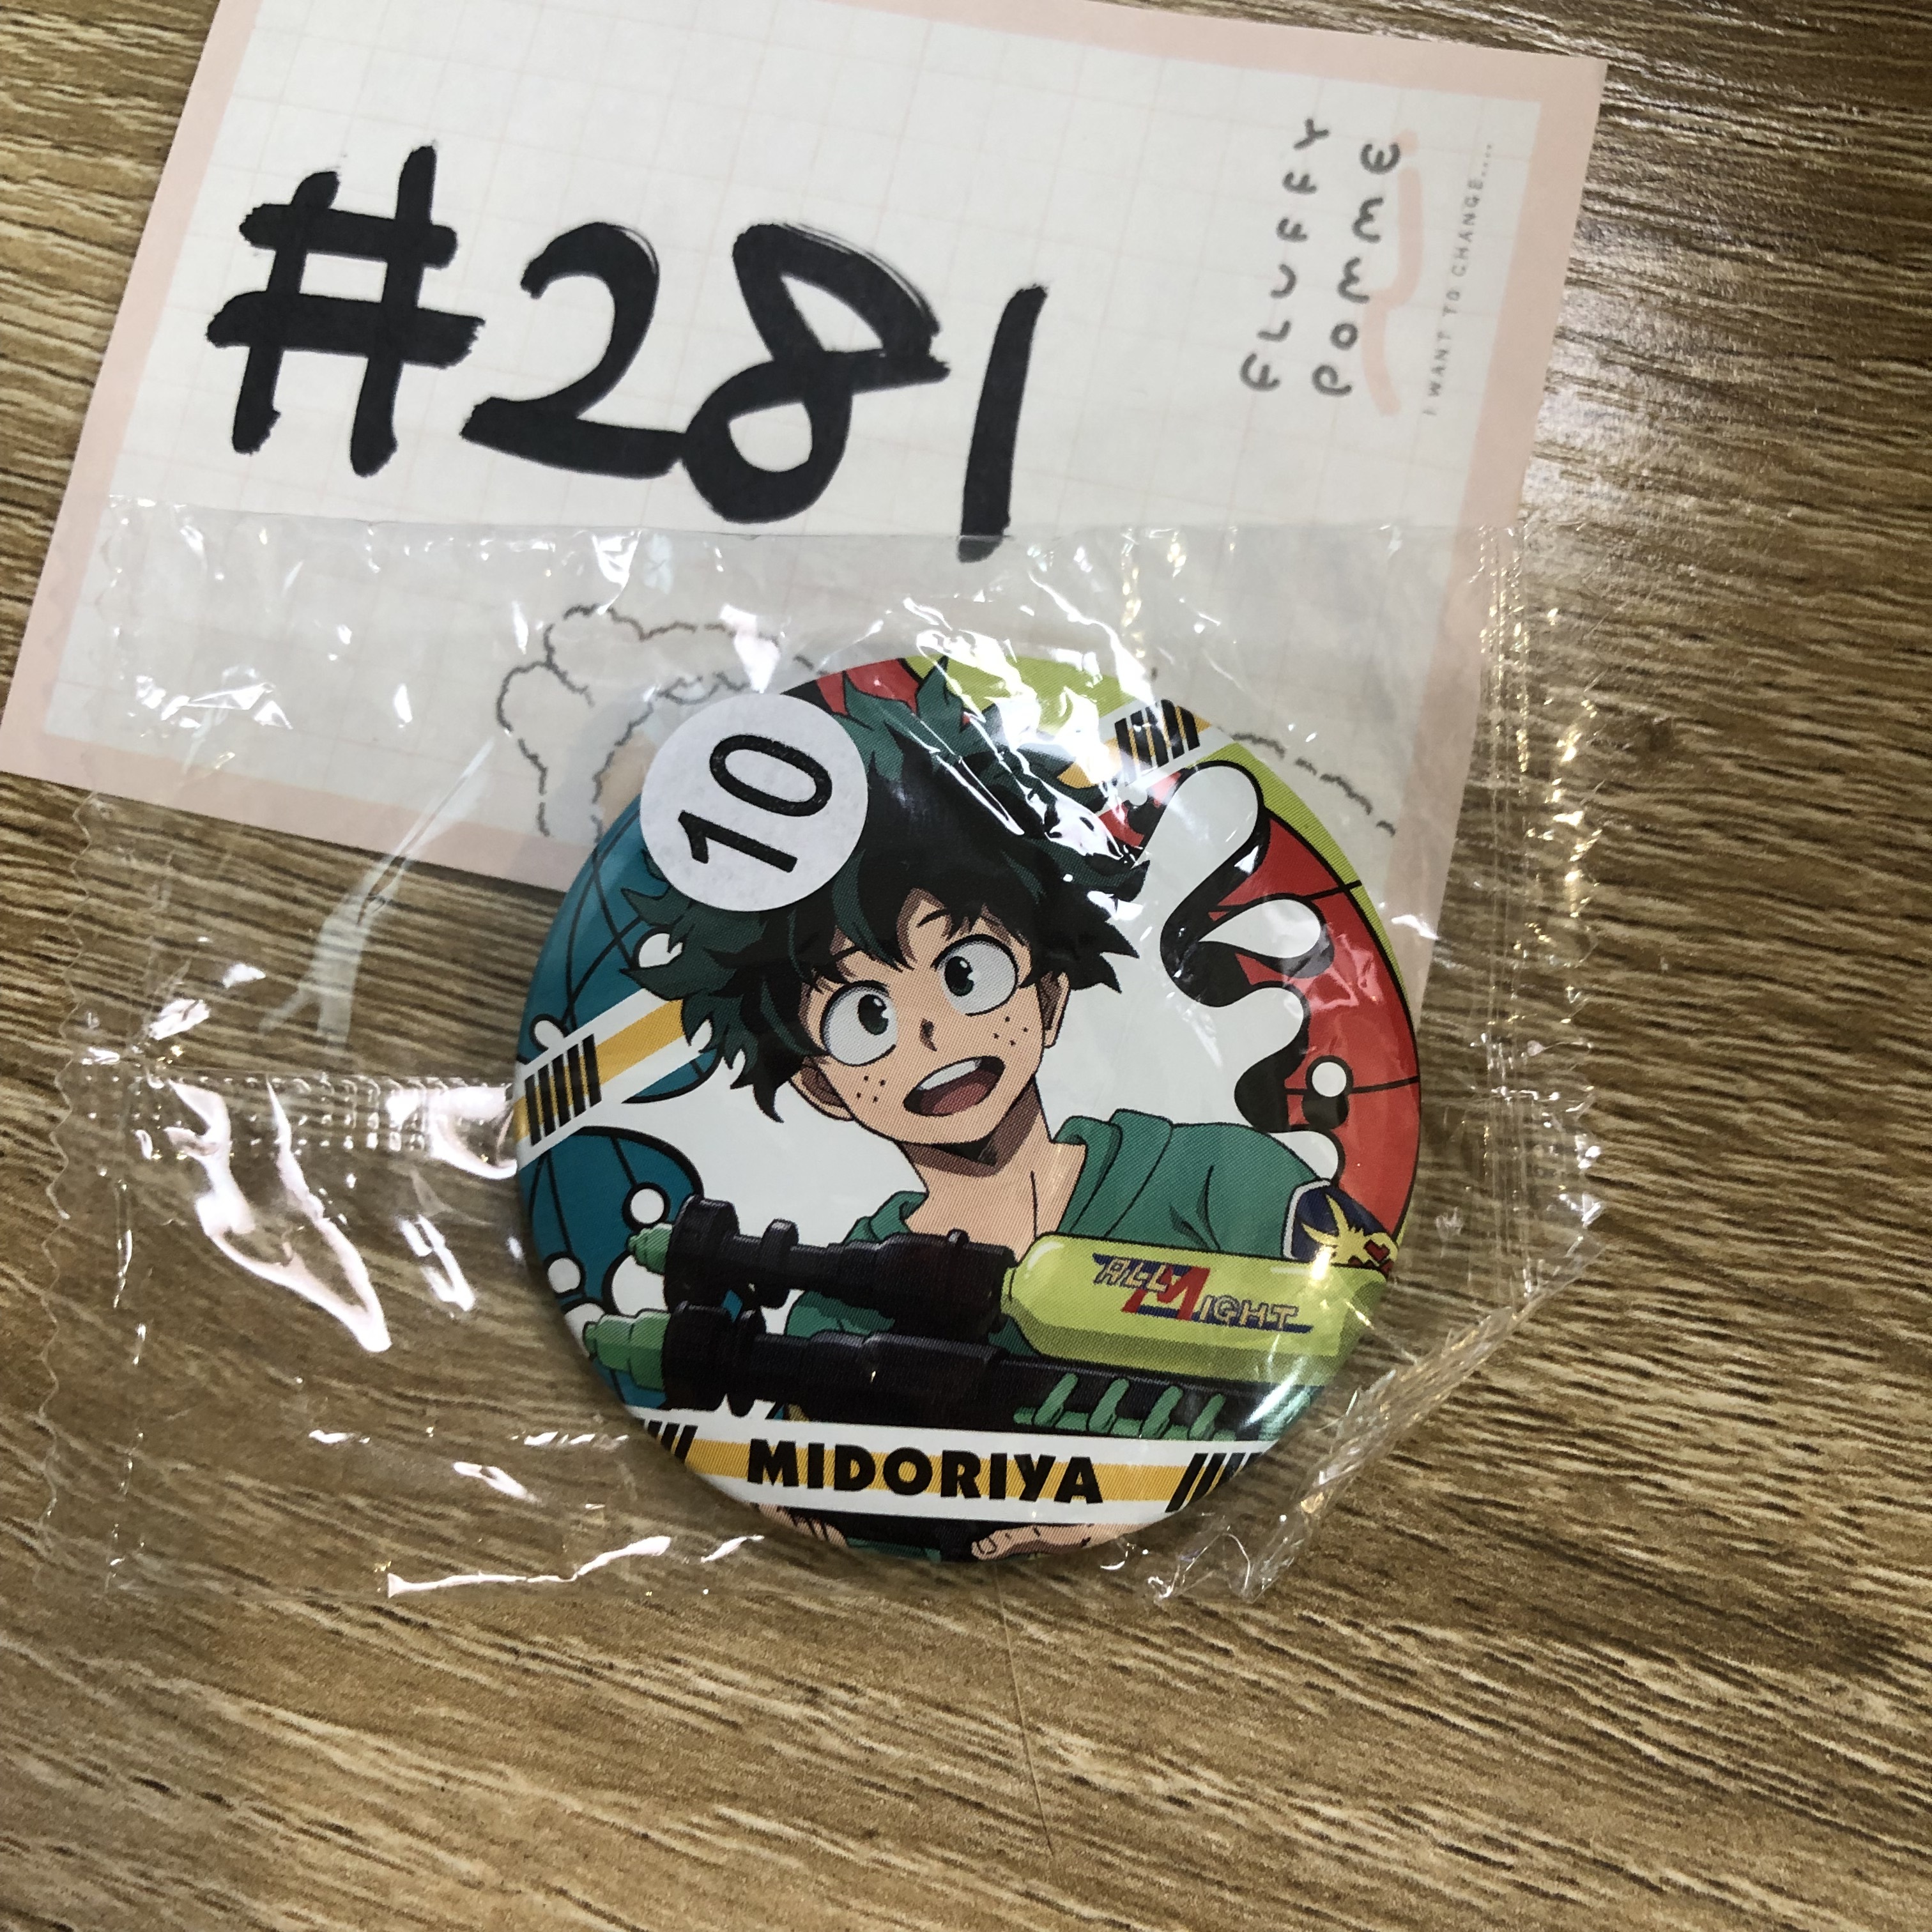 #281
FLUFFY
POMME
I WANT TO CHANGE....
10
ALL MIGHT
MIDORIYA